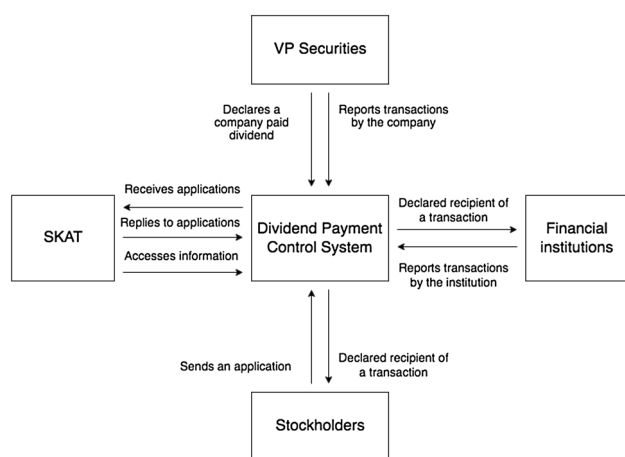 VP Securities
Declares a
company paid
dividend
Reports transactions
by the company
Receives applications
Replies to applications
Accesses information
SKAT
Dividend Payment
Control System
Declared recipient of
a transaction
Reports transactions
by the institution
Financial
institutions
Sends an application
Declared recipient of
a transaction
Stockholders